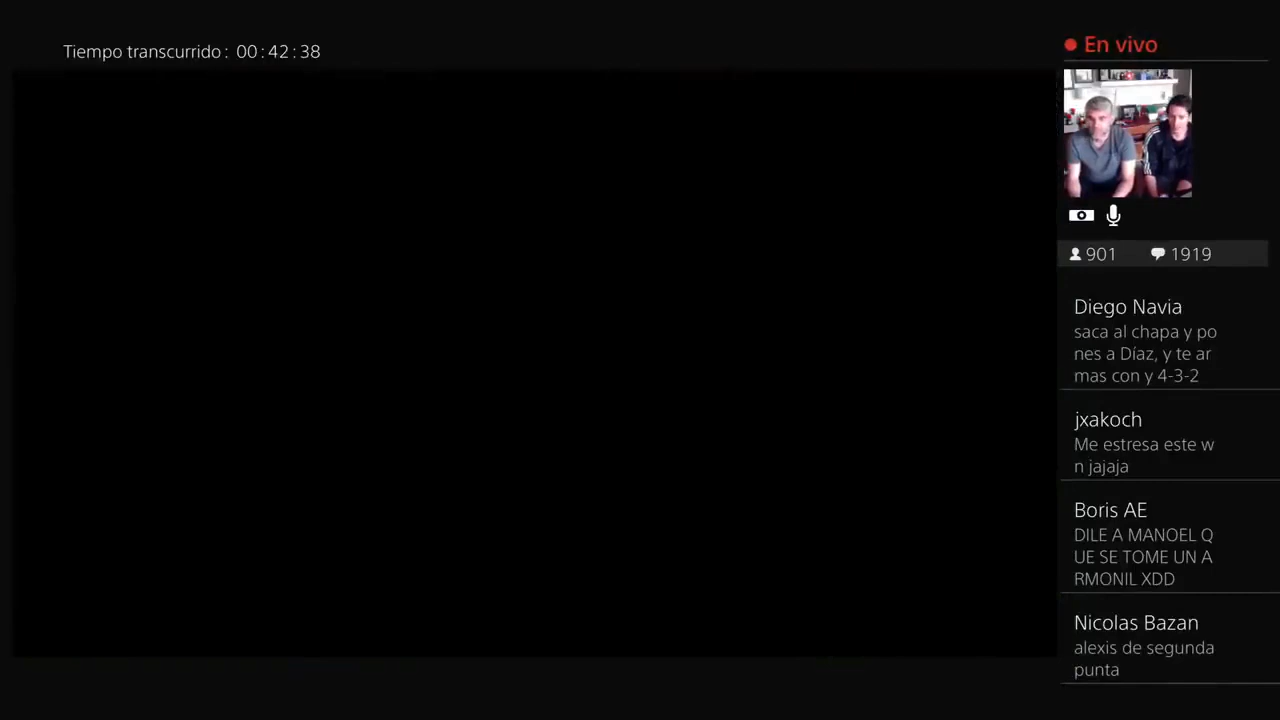 Tiempo transcurrido: 00:42:38
En vivo
901 1919
Diego Navia
saca al chapa y po
nes a Díaz, y te ar
mas con y 4-3-2
jxakoch
Me estresa este w
n jajaja
Boris AE
DILE A MANOEL Q
UE SE TOME UN A
RMONIL XDD
Nicolas Bazan
alexis de segunda
punta